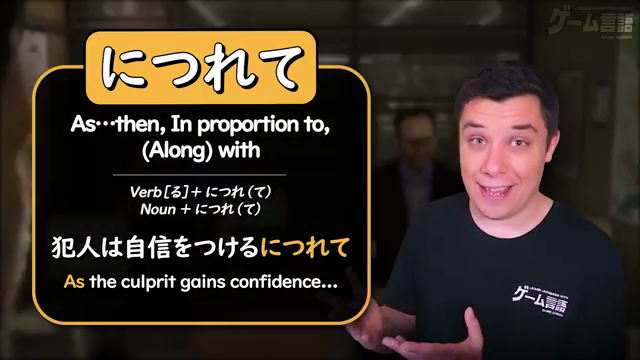 につれて
As…then, In proportion to,
(Along) with
Verb［る］+ につれ（て）
Noun + につれ（て）
犯人は自信をつけるにつれて
As the culprit gains confidence...
ゲーム言語
ゲーム言語